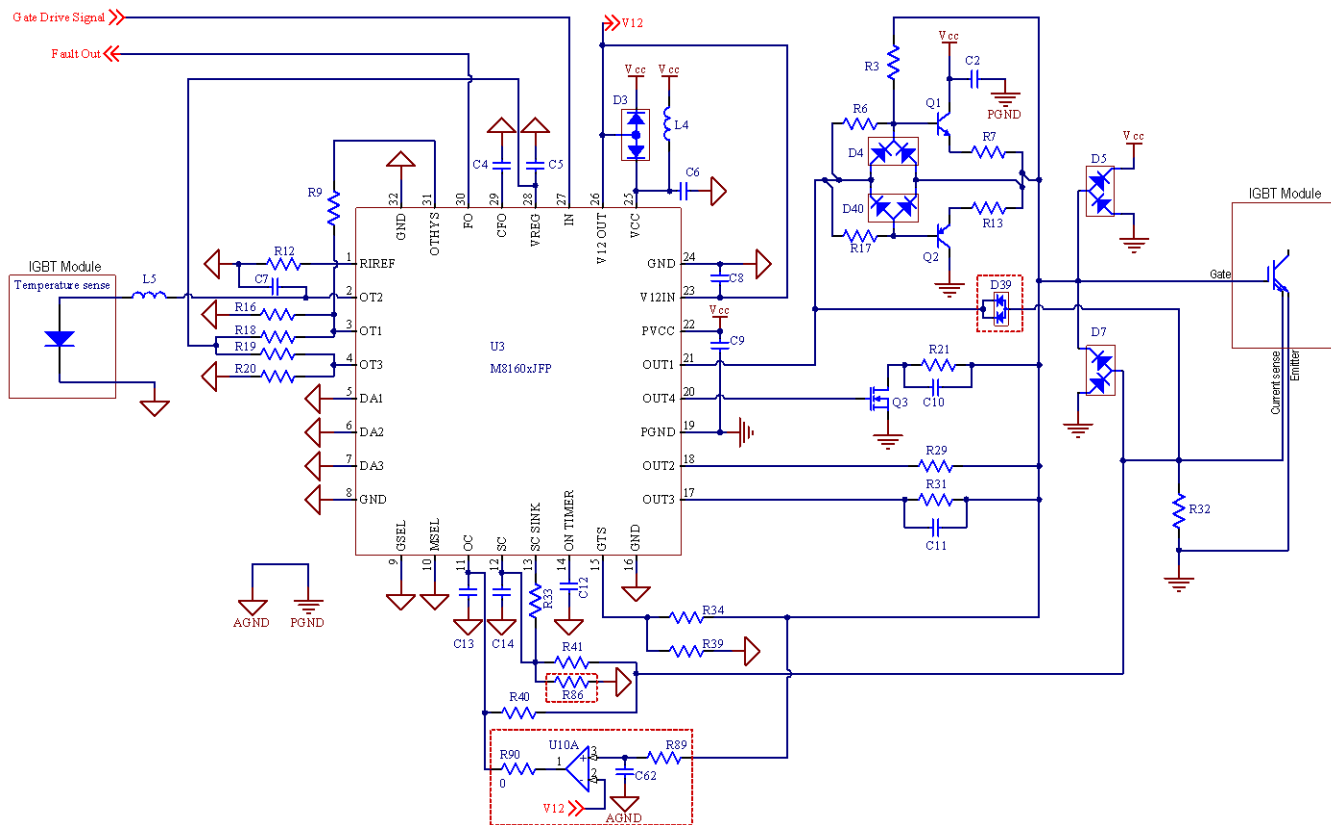 Gate Drive Signal
Fault Out
V12
Vcc
Vcc
D3
L4
C4
C5
C6
R9
32
31
30
29
28
27
26
25
GND
OTHYS
FO
CFO
VREG
IN
V12 OUT
VCC
IGBT Module
Temperature sense
L5
R12
C7
R16
R18
R19
R20
1 RIREF
2 OT2
3 OT1
4 OT3
5 DA1
6 DA2
7 DA3
8 GND
U3
M8160xJFP
GND 24
V12IN 23
PVCC 22
OUT1 21
OUT4 20
PGND 19
OUT2 18
OUT3 17
C8
Vcc
C9
GSEL
MSEL
OC
SC
SC SINK
ON TIMER
GTS
GND
9
10
11
12
13
14
15
16
R3
Vcc
C2
PGND
R6
Q1
R7
D4
D40
R17
Q2
R13
D39
R21
C10
Q3
R29
R31
C11
Vcc
D5
D7
IGBT Module
Gate
Current sense
Emitter
R32
AGND
PGND
C13
C14
R33
C12
R34
R39
R41
R86
R40
R90
0
U10A
1
3
+
2
-
R89
C62
V12
AGND